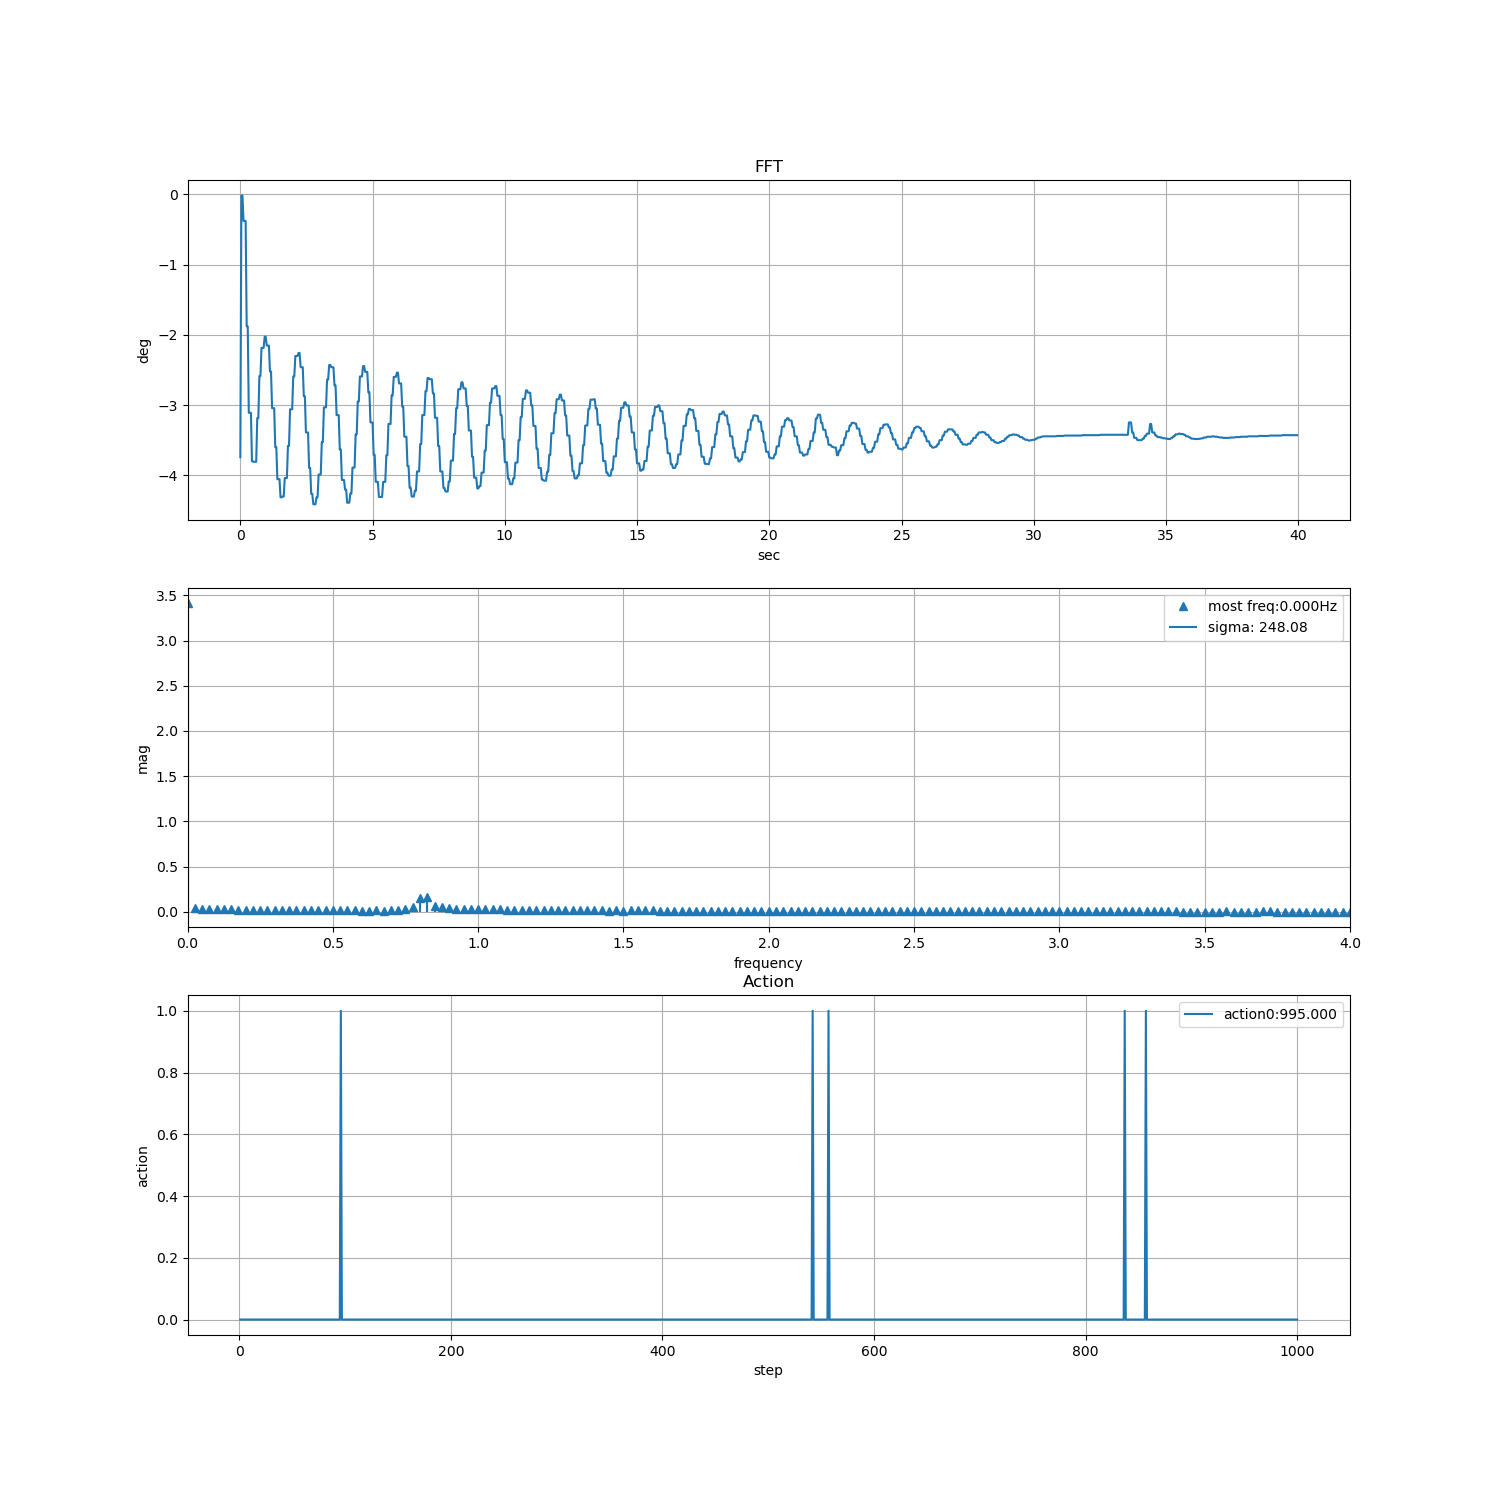 FFT
0
−1
−2
−3
−4
deg
0 5 10 15 20 25 30 35 40
sec
3.5
3.0
2.5
2.0
1.5
1.0
0.5
0.0
mag
most freq:0.000Hz
sigma: 248.08
0.0 0.5 1.0 1.5 2.0 2.5 3.0 3.5 4.0
frequency
Action
1.0
0.8
0.6
0.4
0.2
0.0
action
action0:995.000
0 200 400 600 800 1000
step